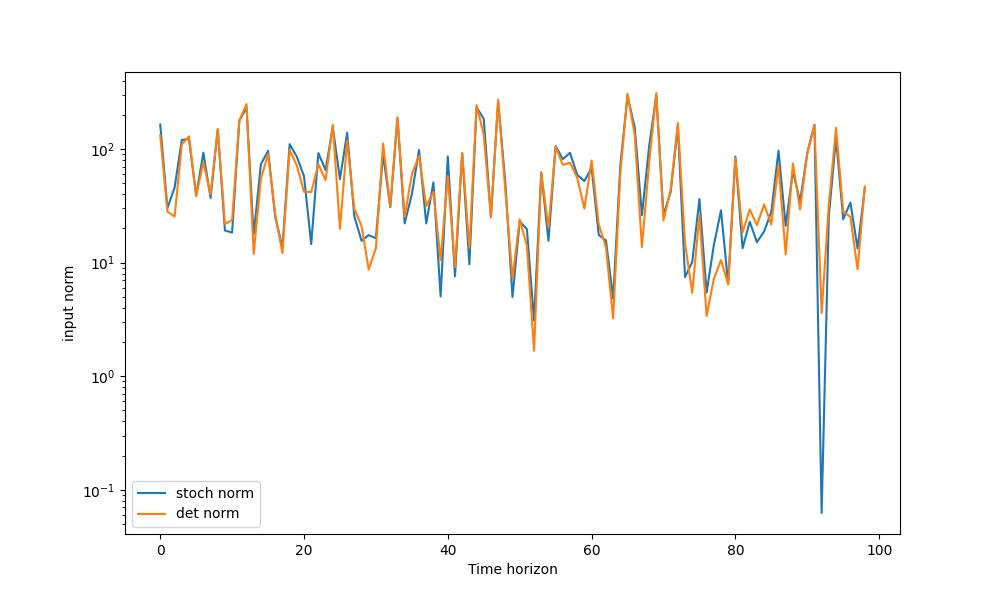 10²
10¹
10⁰
10⁻¹
input norm
0 20 40 60 80 100
Time horizon
stoch norm
det norm